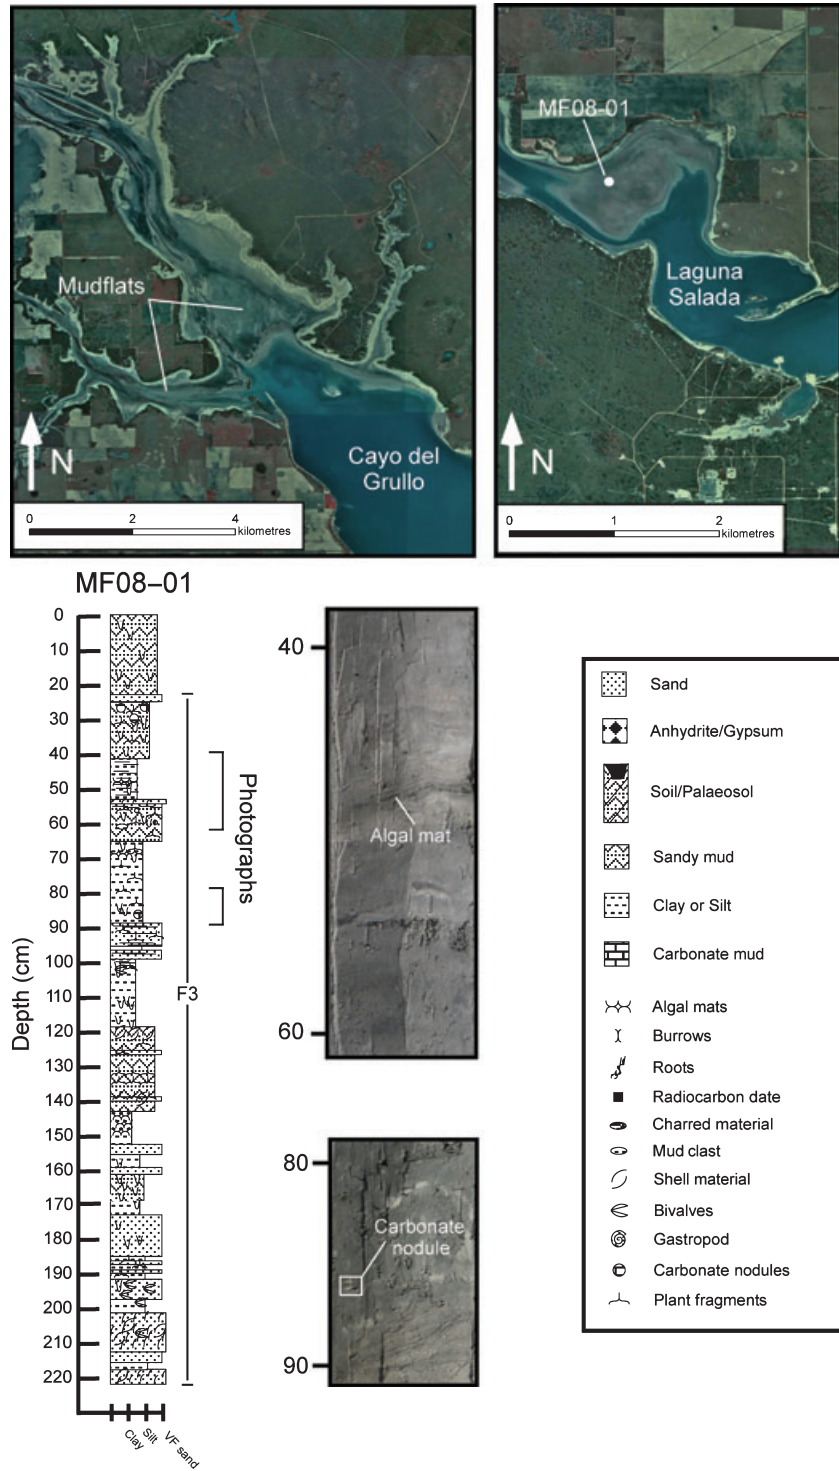 Mudflats
N
Cayo del
Grullo
0 2 4
kilometres
MF08-01
Laguna
Salada
N
0 1 2
kilometres
MF08–01
0
10
20
30
40
50
60
70
80
90
100
110
120
130
140
150
160
170
180
190
200
210
220
Depth (cm)
F3
Photographs
Clay
Silt
VF sand
40
Algal mat
60
80
Carbonate
nodule
90
Sand
Anhydrite/Gypsum
Soil/Palaeosol
Sandy mud
Clay or Silt
Carbonate mud
Algal mats
Burrows
Roots
Radiocarbon date
Charred material
Mud clast
Shell material
Bivalves
Gastropod
Carbonate nodules
Plant fragments